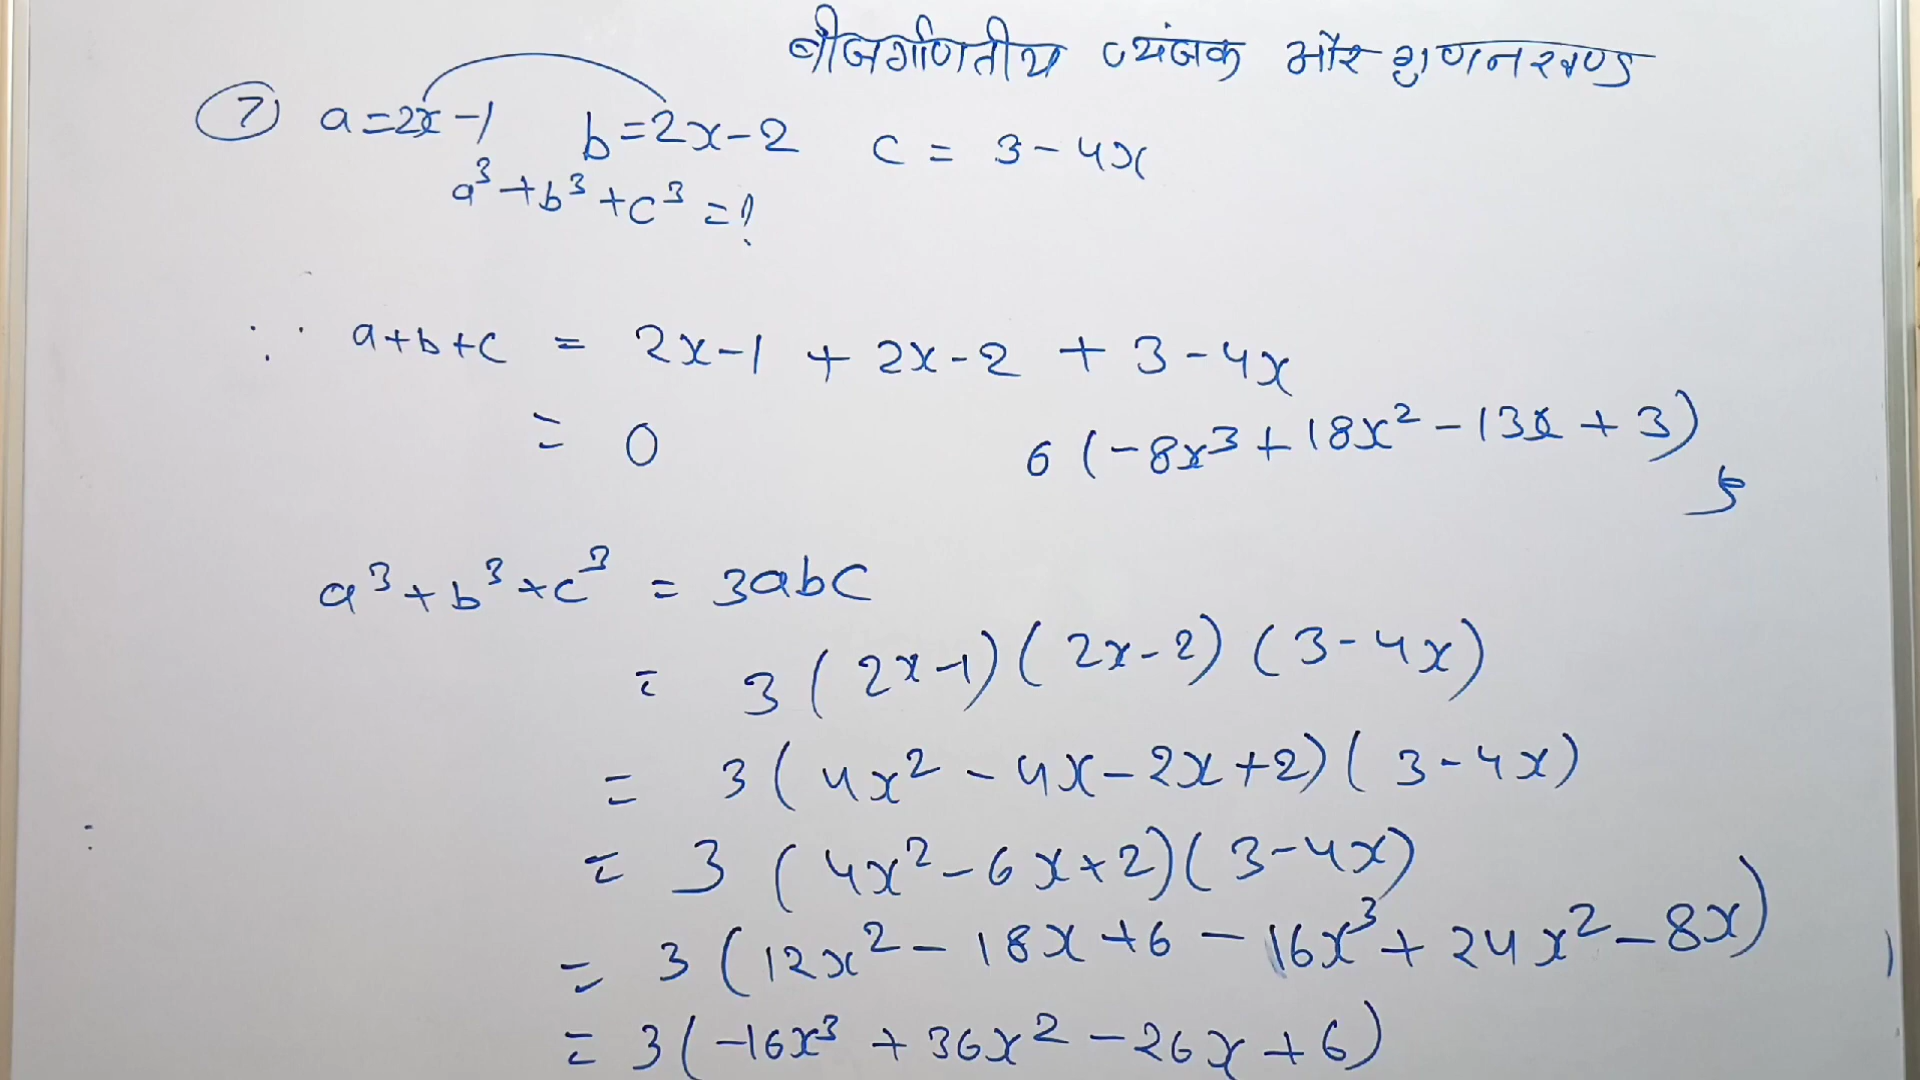 बीजगणितीय व्यंजक और गुणनखण्ड
7 a=2x-1 b=2x-2 c = 3-4x
a³+b³+c³=?
∵ a+b+c = 2x-1 + 2x-2 + 3-4x
= 0
6(-8x³+18x²-13x+3)
a³+b³+c³ = 3abc
= 3(2x-1)(2x-2)(3-4x)
= 3(4x²-4x-2x+2)(3-4x)
= 3(4x²-6x+2)(3-4x)
= 3(12x²-18x+6-16x³+24x²-8x)
= 3(-16x³+36x²-26x+6)